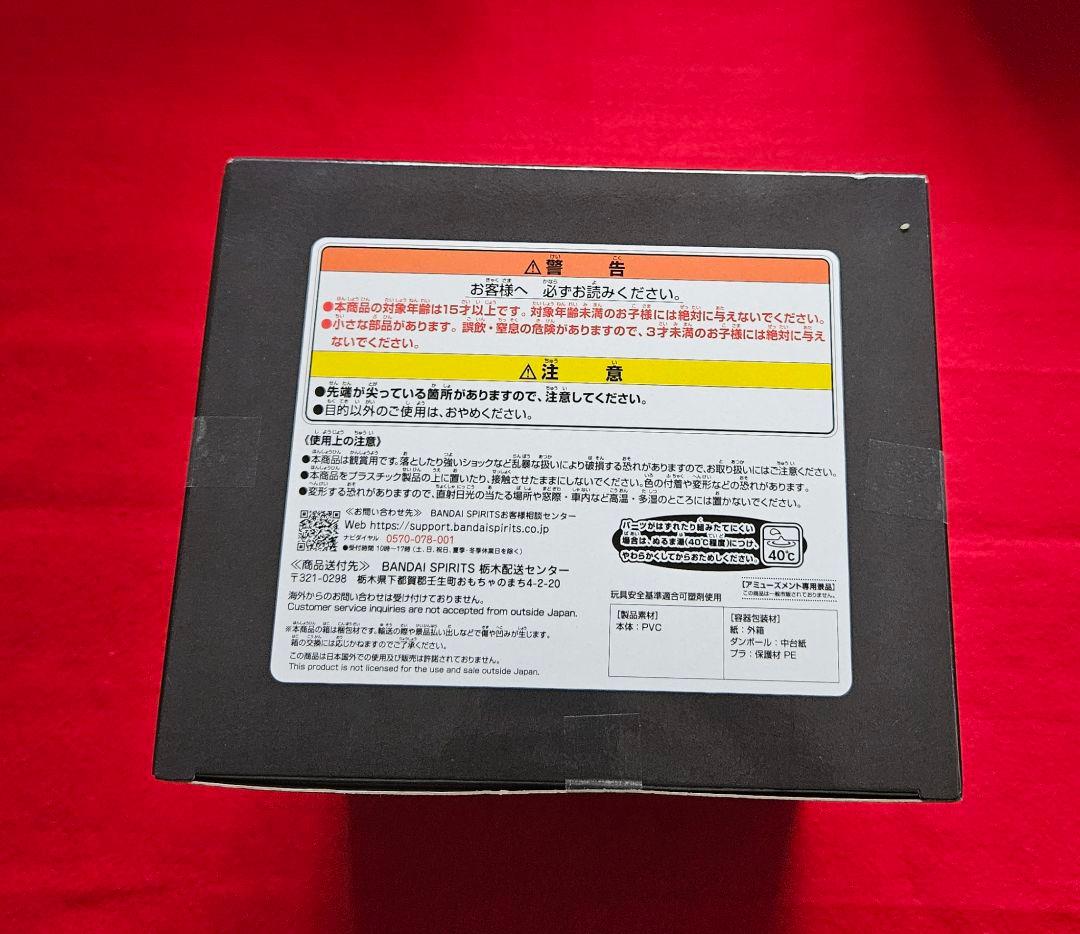 ⚠警告
お客様へ 必ずお読みください。
●本商品の対象年齢は15才以上です。対象年齢未満のお子様には絶対に与えないでください。
●小さな部品があります。誤飲・窒息の危険がありますので、3才未満のお子様には絶対に与え
ないでください。
⚠注意
●先端が尖っている箇所がありますので、注意してください。
●目的以外のご使用は、おやめください。
《使用上の注意》
●本商品は観賞用です。落としたり強いショックなど乱暴な扱いにより破損する恐れがありますので、お取り扱いにはご注意ください。
●本商品をプラスチック製品の上に置いたり、接触させたままにしないでください。色の付着や変形などの恐れがあります。
●変形する恐れがありますので、直射日光の当たる場所や窓際・車内など高温・多湿のところには置かないでください。
≪お問い合わせ先≫ BANDAI SPIRITSお客様相談センター
Web https://support.bandaispirits.co.jp
ナビダイヤル 0570-078-001
●受付時間 10時〜17時(土、日、祝日、夏季・冬季休業日を除く)
パーツがはずれたり組みたてにくい
場合は、ぬるま湯(40℃程度)につけ、
やわらかくしてからおためしください。
40℃
≪商品送付先≫ BANDAI SPIRITS 栃木配送センター
〒321-0298 栃木県下都賀郡壬生町おもちゃのまち4-2-20
海外からのお問い合わせは受け付けておりません。
Customer service inquiries are not accepted from outside Japan.
※本商品の箱は梱包材です。輸送の際や景品払い出しなどで傷や凹みが生じます。
箱の交換には応じかねますのでご了承ください。
この商品は日本国外での使用及び販売は許諾されておりません。
This product is not licensed for the use and sale outside Japan.
[アミューズメント専用景品]
この商品は一般市販されておりません。
玩具安全基準適合可塑剤使用
[製品素材]
本体:PVC
[容器包装材]
紙:外箱
ダンボール:中台紙
プラ:保護材 PE